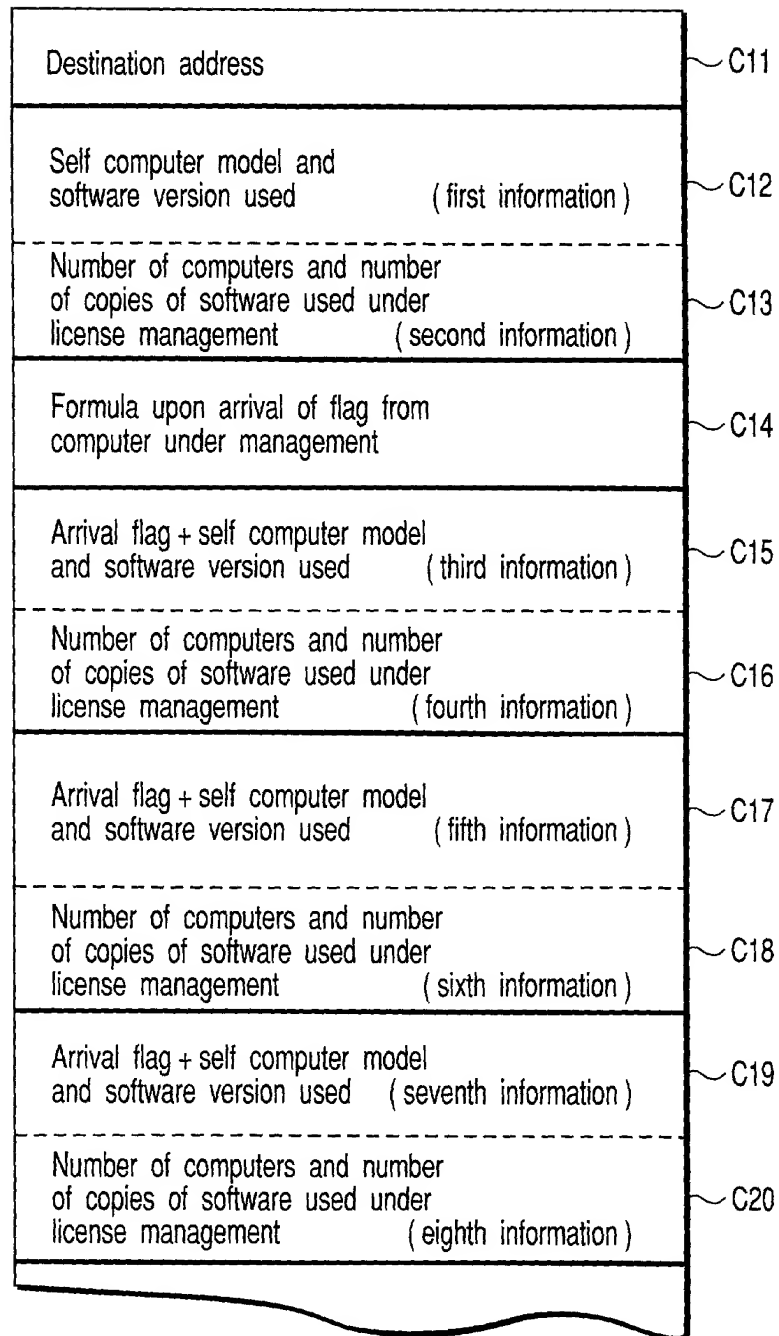 Destination address
C11
Self computer model and
software version used (first information)
C12
Number of computers and number
of copies of software used under
license management (second information)
C13
Formula upon arrival of flag from
computer under management
C14
Arrival flag + self computer model
and software version used (third information)
C15
Number of computers and number
of copies of software used under
license management (fourth information)
C16
Arrival flag + self computer model
and software version used (fifth information)
C17
Number of computers and number
of copies of software used under
license management (sixth information)
C18
Arrival flag + self computer model
and software version used (seventh information)
C19
Number of computers and number
of copies of software used under
license management (eighth information)
C20